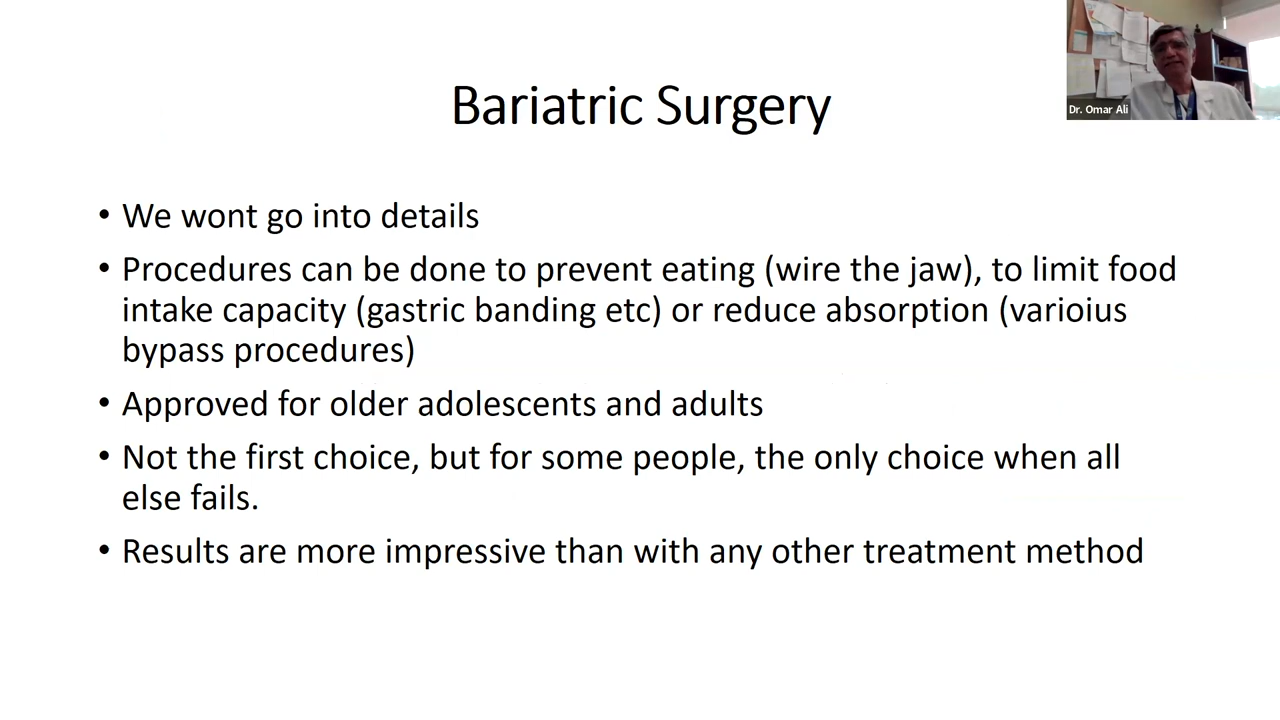 Bariatric Surgery
Dr. Omar Ali
• We wont go into details
• Procedures can be done to prevent eating (wire the jaw), to limit food
intake capacity (gastric banding etc) or reduce absorption (varioius
bypass procedures)
• Approved for older adolescents and adults
• Not the first choice, but for some people, the only choice when all
else fails.
• Results are more impressive than with any other treatment method